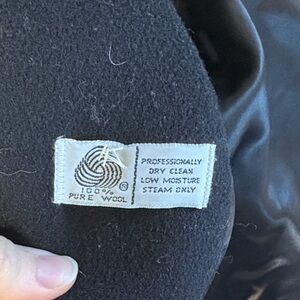 100% ®
PURE WOOL
PROFESSIONALLY
DRY CLEAN
LOW MOISTURE
STEAM ONLY